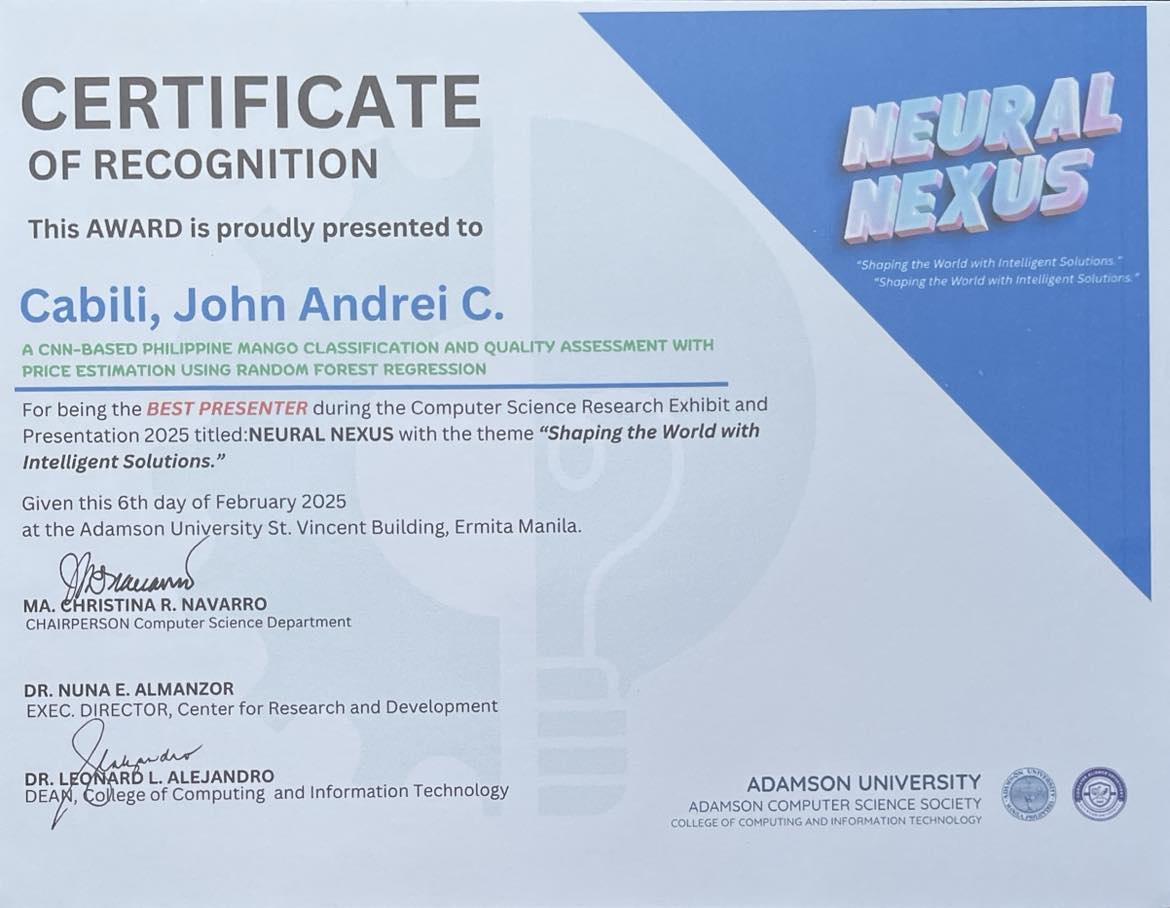 CERTIFICATE
OF RECOGNITION
This AWARD is proudly presented to
Cabili, John Andrei C.
A CNN-BASED PHILIPPINE MANGO CLASSIFICATION AND QUALITY ASSESSMENT WITH
PRICE ESTIMATION USING RANDOM FOREST REGRESSION
For being the BEST PRESENTER during the Computer Science Research Exhibit and
Presentation 2025 titled:NEURAL NEXUS with the theme “Shaping the World with
Intelligent Solutions.”
Given this 6th day of February 2025
at the Adamson University St. Vincent Building, Ermita Manila.
MA. CHRISTINA R. NAVARRO
CHAIRPERSON Computer Science Department
DR. NUNA E. ALMANZOR
EXEC. DIRECTOR, Center for Research and Development
DR. LEONARD L. ALEJANDRO
DEAN, College of Computing and Information Technology
NEURAL
NEXUS
“Shaping the World with Intelligent Solutions.”
“Shaping the World with Intelligent Solutions.”
ADAMSON UNIVERSITY
ADAMSON COMPUTER SCIENCE SOCIETY
COLLEGE OF COMPUTING AND INFORMATION TECHNOLOGY